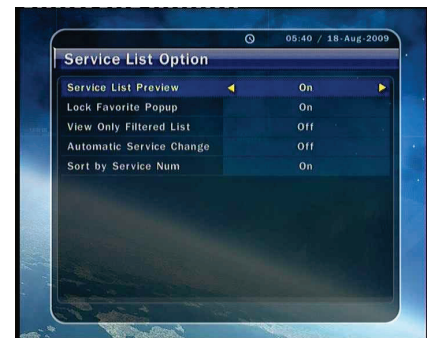 05:40 / 18-Aug-2009
Service List Option
Service List Preview On
Lock Favorite Popup On
View Only Filtered List Off
Automatic Service Change Off
Sort by Service Num On